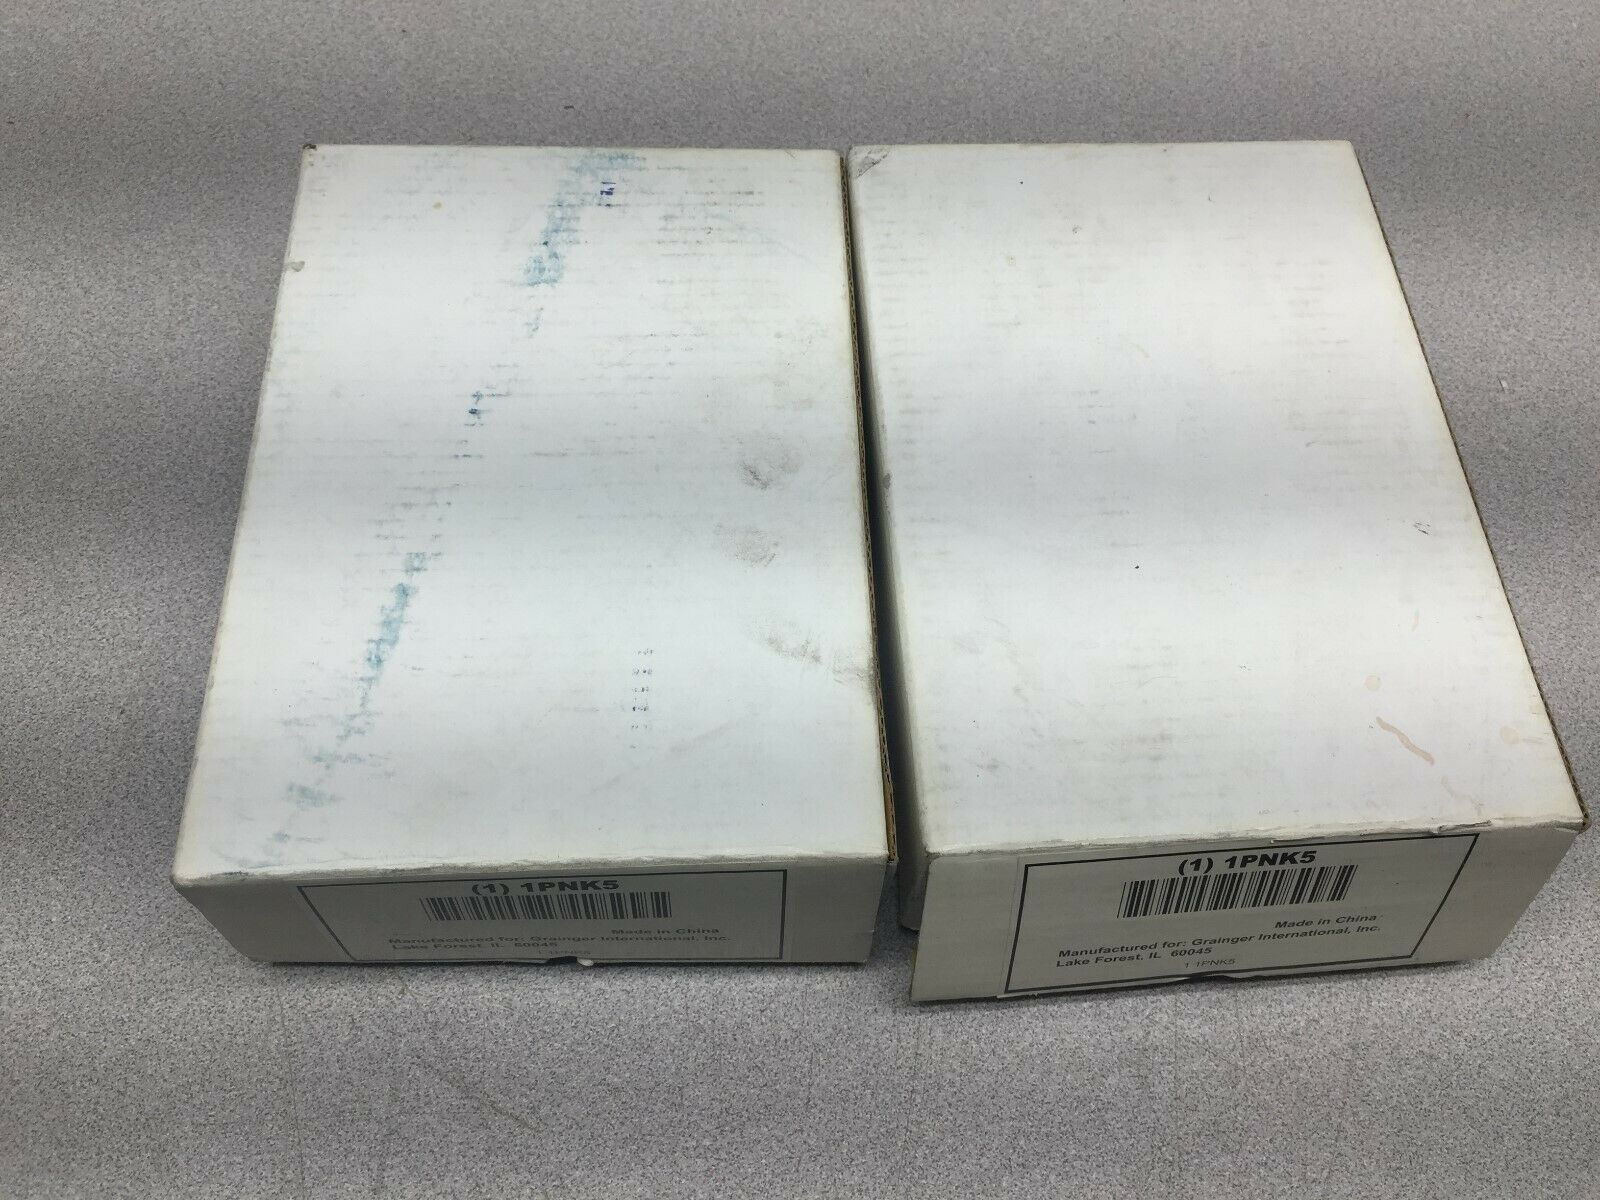 (1) 1PNK5
Made in China
Manufactured for: Grainger International, Inc.
Lake Forest, IL 60045
(1) 1PNK5
Made in China
Manufactured for: Grainger International, Inc.
Lake Forest, IL 60045
1 1PNK5